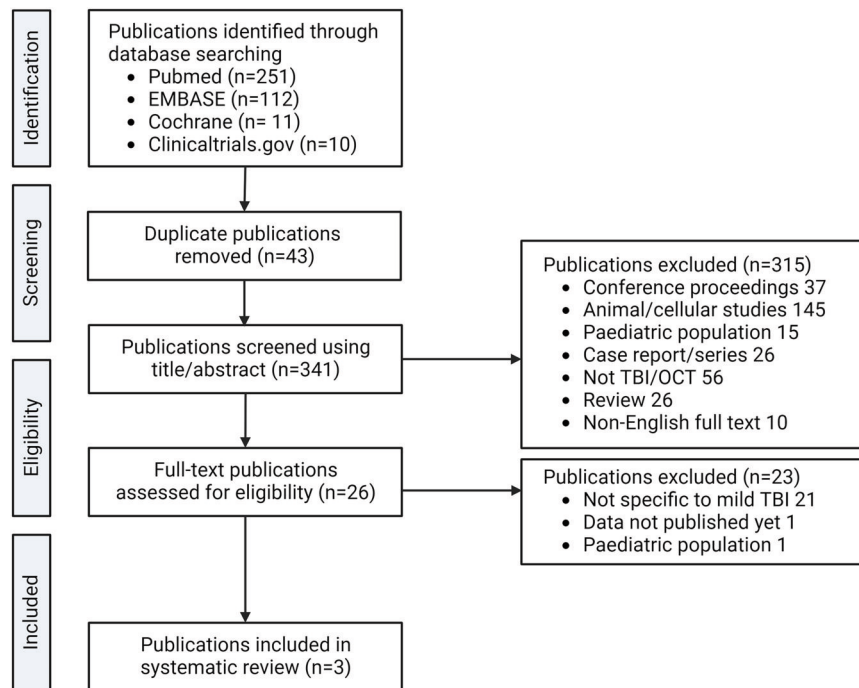 Identification
Publications identified through
database searching
• Pubmed (n=251)
• EMBASE (n=112)
• Cochrane (n= 11)
• Clinicaltrials.gov (n=10)
Screening
Duplicate publications
removed (n=43)
Publications screened using
title/abstract (n=341)
Publications excluded (n=315)
• Conference proceedings 37
• Animal/cellular studies 145
• Paediatric population 15
• Case report/series 26
• Not TBI/OCT 56
• Review 26
• Non-English full text 10
Eligibility
Full-text publications
assessed for eligibility (n=26)
Publications excluded (n=23)
• Not specific to mild TBI 21
• Data not published yet 1
• Paediatric population 1
Included
Publications included in
systematic review (n=3)